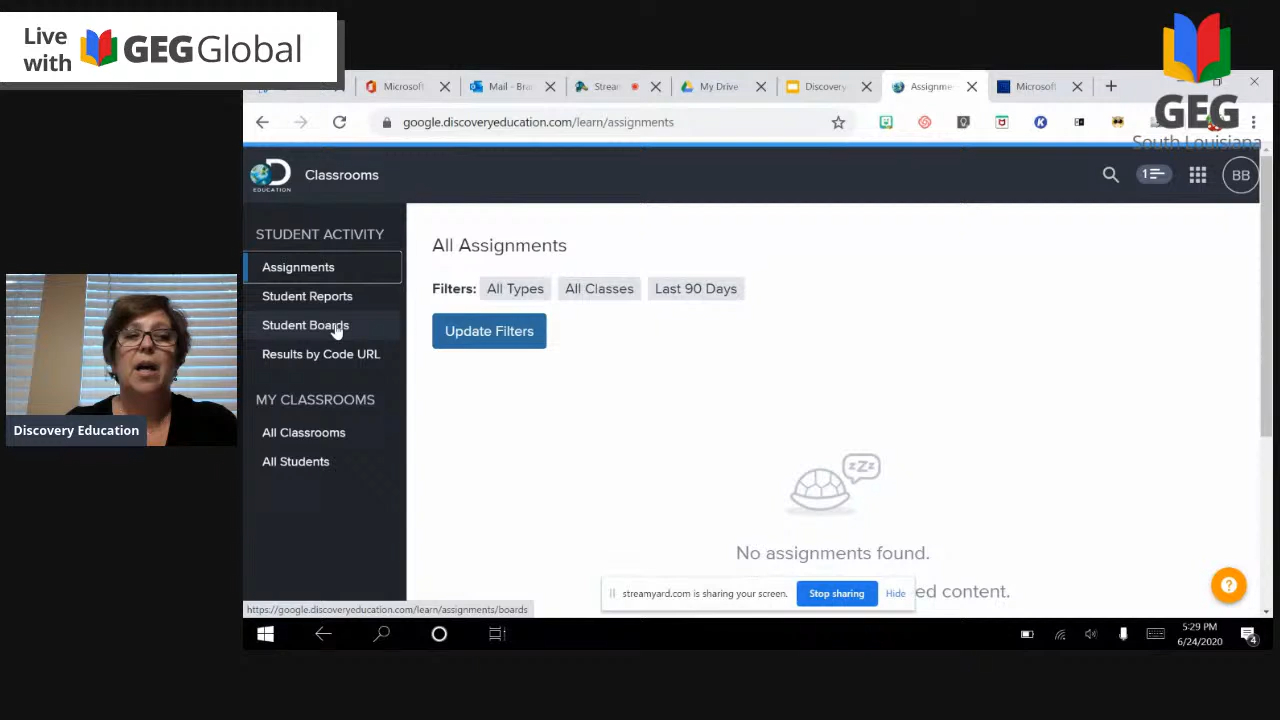 Live
with
GEG Global
GEG
South Louisiana
Microsoft
Mail - Bra
Stream
My Drive
Discovery
Assignme
Microsoft
google.discoveryeducation.com/learn/assignments
D
EDUCATION
Classrooms
1
BB
STUDENT ACTIVITY
Assignments
Student Reports
Student Boards
Results by Code URL
MY CLASSROOMS
All Classrooms
All Students
All Assignments
Filters: All Types All Classes Last 90 Days
Update Filters
zZz
No assignments found.
ed content.
streamyard.com is sharing your screen. Stop sharing Hide
?
https://google.discoveryeducation.com/learn/assignments/boards
5:29 PM
6/24/2020
4
Discovery Education